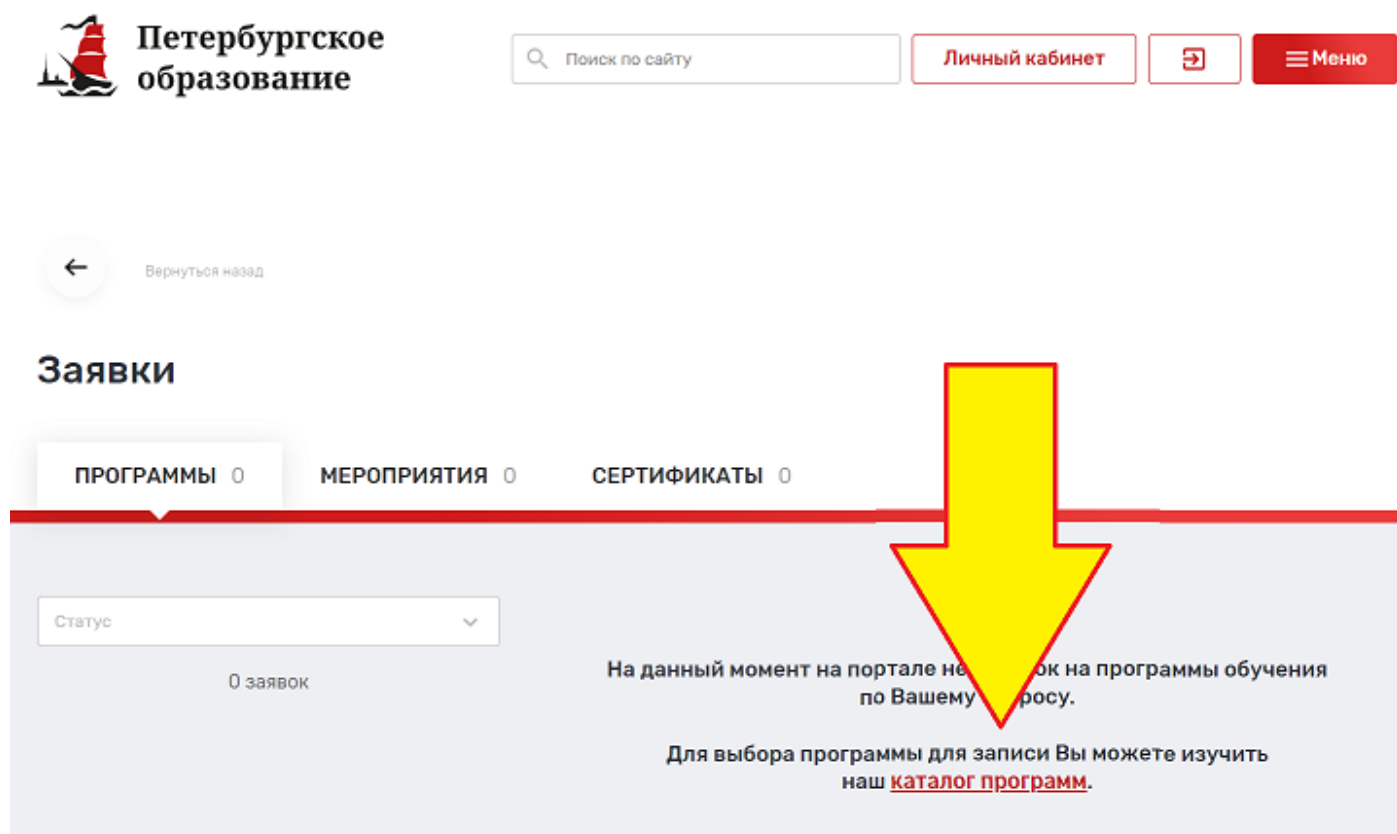 Петербургское
образование
Поиск по сайту
Личный кабинет
Меню
Вернуться назад
Заявки
ПРОГРАММЫ 0
МЕРОПРИЯТИЯ 0
СЕРТИФИКАТЫ 0
Статус
0 заявок
На данный момент на портале на программы обучения
по Вашему
Для выбора программы для записи Вы можете изучить
наш каталог программ.